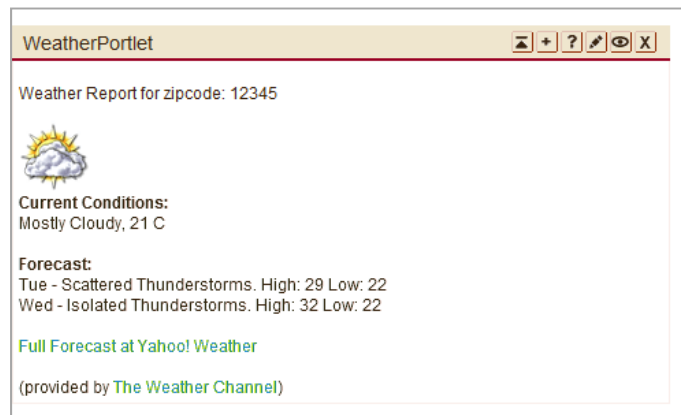 WeatherPortlet + ? X
Weather Report for zipcode: 12345
Current Conditions:
Mostly Cloudy, 21 C
Forecast:
Tue - Scattered Thunderstorms. High: 29 Low: 22
Wed - Isolated Thunderstorms. High: 32 Low: 22
Full Forecast at Yahoo! Weather
(provided by The Weather Channel)